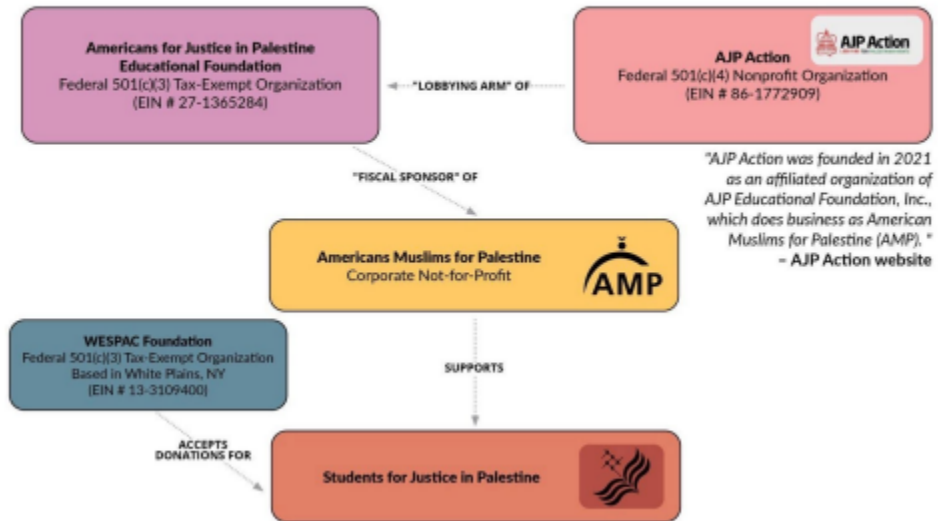 Americans for Justice in Palestine
Educational Foundation
Federal 501(c)(3) Tax-Exempt Organization
(EIN # 27-1365284)
"LOBBYING ARM" OF
AJP Action
AJP Action
Federal 501(c)(4) Nonprofit Organization
(EIN # 86-1772909)
"AJP Action was founded in 2021
as an affiliated organization of
AJP Educational Foundation, Inc.,
which does business as American
Muslims for Palestine (AMP). "
– AJP Action website
"FISCAL SPONSOR" OF
Americans Muslims for Palestine
Corporate Not-for-Profit
AMP
WESPAC Foundation
Federal 501(c)(3) Tax-Exempt Organization
Based in White Plains, NY
(EIN # 13-3109400)
SUPPORTS
ACCEPTS
DONATIONS FOR
Students for Justice in Palestine